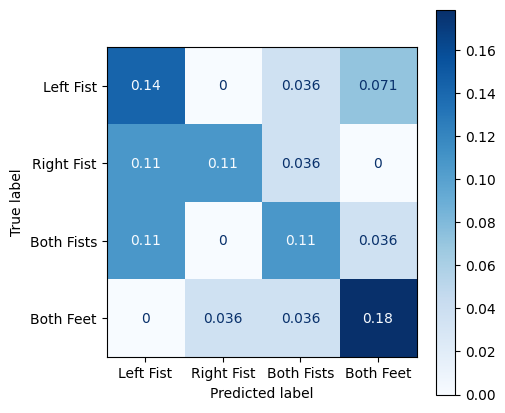 Left Fist 0.14 0 0.036 0.071
Right Fist 0.11 0.11 0.036 0
Both Fists 0.11 0 0.11 0.036
Both Feet 0 0.036 0.036 0.18
Left Fist Right Fist Both Fists Both Feet
Predicted label
True label
0.16
0.14
0.12
0.10
0.08
0.06
0.04
0.02
0.00